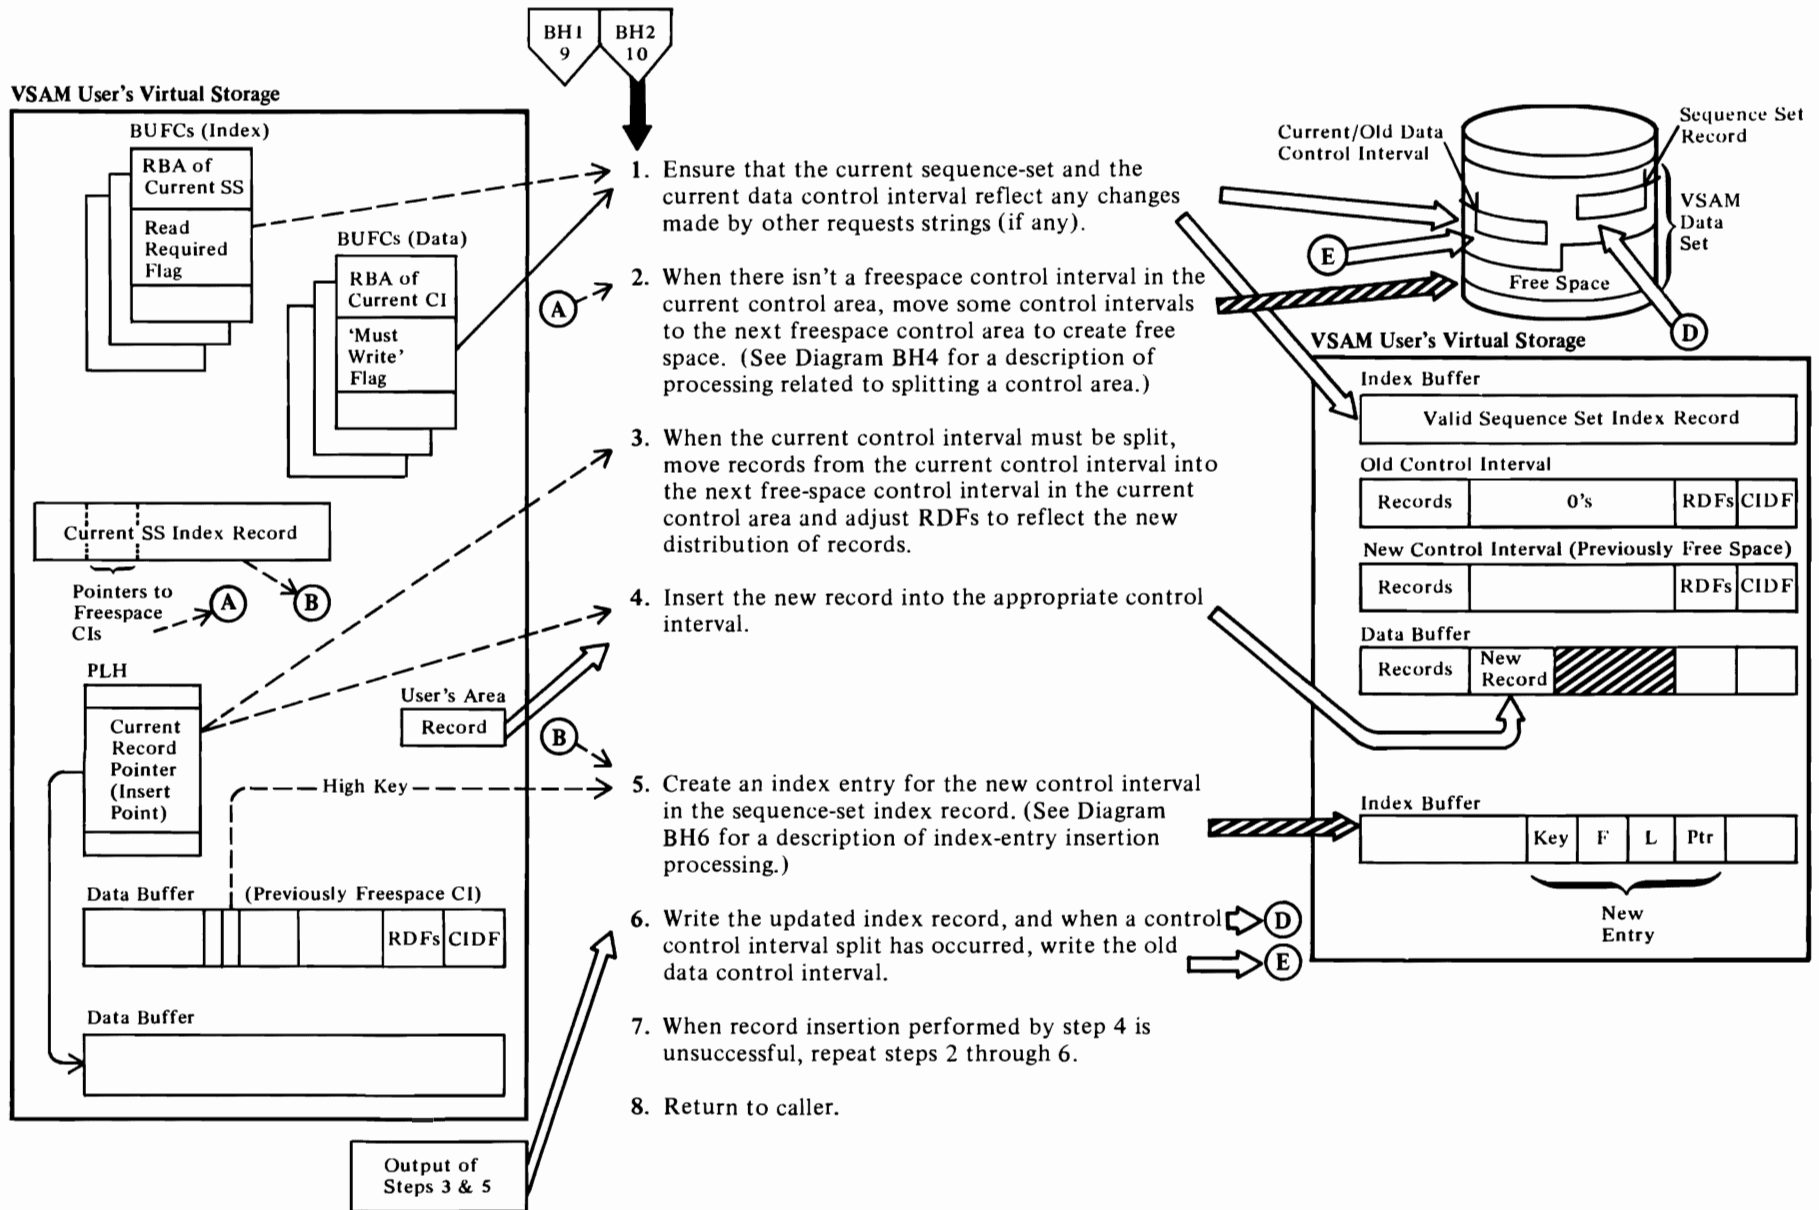 BH1
9
BH2
10
VSAM User's Virtual Storage
BUFCs (Index)
RBA of
Current SS
Read
Required
Flag
BUFCs (Data)
RBA of
Current CI
'Must
Write'
Flag
Current SS Index Record
Pointers to
Freespace
CIs
A
B
PLH
Current
Record
Pointer
(Insert
Point)
User's Area
Record
High Key
Data Buffer
(Previously Freespace CI)
RDFs
CIDF
Data Buffer
Output of
Steps 3 & 5
1. Ensure that the current sequence-set and the
current data control interval reflect any changes
made by other requests strings (if any).
A
2. When there isn't a freespace control interval in the
current control area, move some control intervals
to the next freespace control area to create free
space. (See Diagram BH4 for a description of
processing related to splitting a control area.)
3. When the current control interval must be split,
move records from the current control interval into
the next free-space control interval in the current
control area and adjust RDFs to reflect the new
distribution of records.
4. Insert the new record into the appropriate control
interval.
B
5. Create an index entry for the new control interval
in the sequence-set index record. (See Diagram
BH6 for a description of index-entry insertion
processing.)
6. Write the updated index record, and when a control
control interval split has occurred, write the old
data control interval.
D
E
7. When record insertion performed by step 4 is
unsuccessful, repeat steps 2 through 6.
8. Return to caller.
Current/Old Data
Control Interval
Sequence Set
Record
VSAM
Data
Set
E
Free Space
D
VSAM User's Virtual Storage
Index Buffer
Valid Sequence Set Index Record
Old Control Interval
Records
0's
RDFs
CIDF
New Control Interval (Previously Free Space)
Records
RDFs
CIDF
Data Buffer
Records
New
Record
Index Buffer
Key
F
L
Ptr
New
Entry